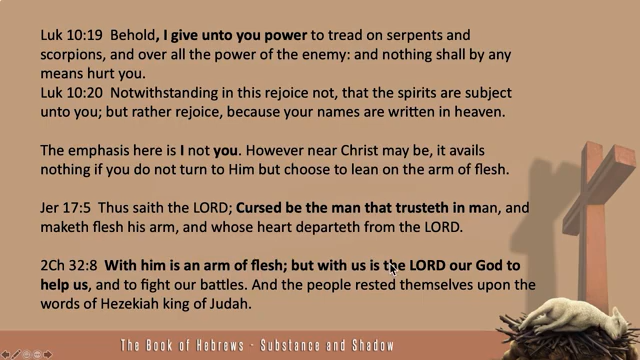 Luk 10:19  Behold, I give unto you power to tread on serpents and
scorpions, and over all the power of the enemy: and nothing shall by any
means hurt you.
Luk 10:20  Notwithstanding in this rejoice not, that the spirits are subject
unto you; but rather rejoice, because your names are written in heaven.
The emphasis here is I not you. However near Christ may be, it avails
nothing if you do not turn to Him but choose to lean on the arm of flesh.
Jer 17:5  Thus saith the LORD; Cursed be the man that trusteth in man, and
maketh flesh his arm, and whose heart departeth from the LORD.
2Ch 32:8  With him is an arm of flesh; but with us is the LORD our God to
help us, and to fight our battles. And the people rested themselves upon the
words of Hezekiah king of Judah.
The Book of Hebrews - Substance and Shadow